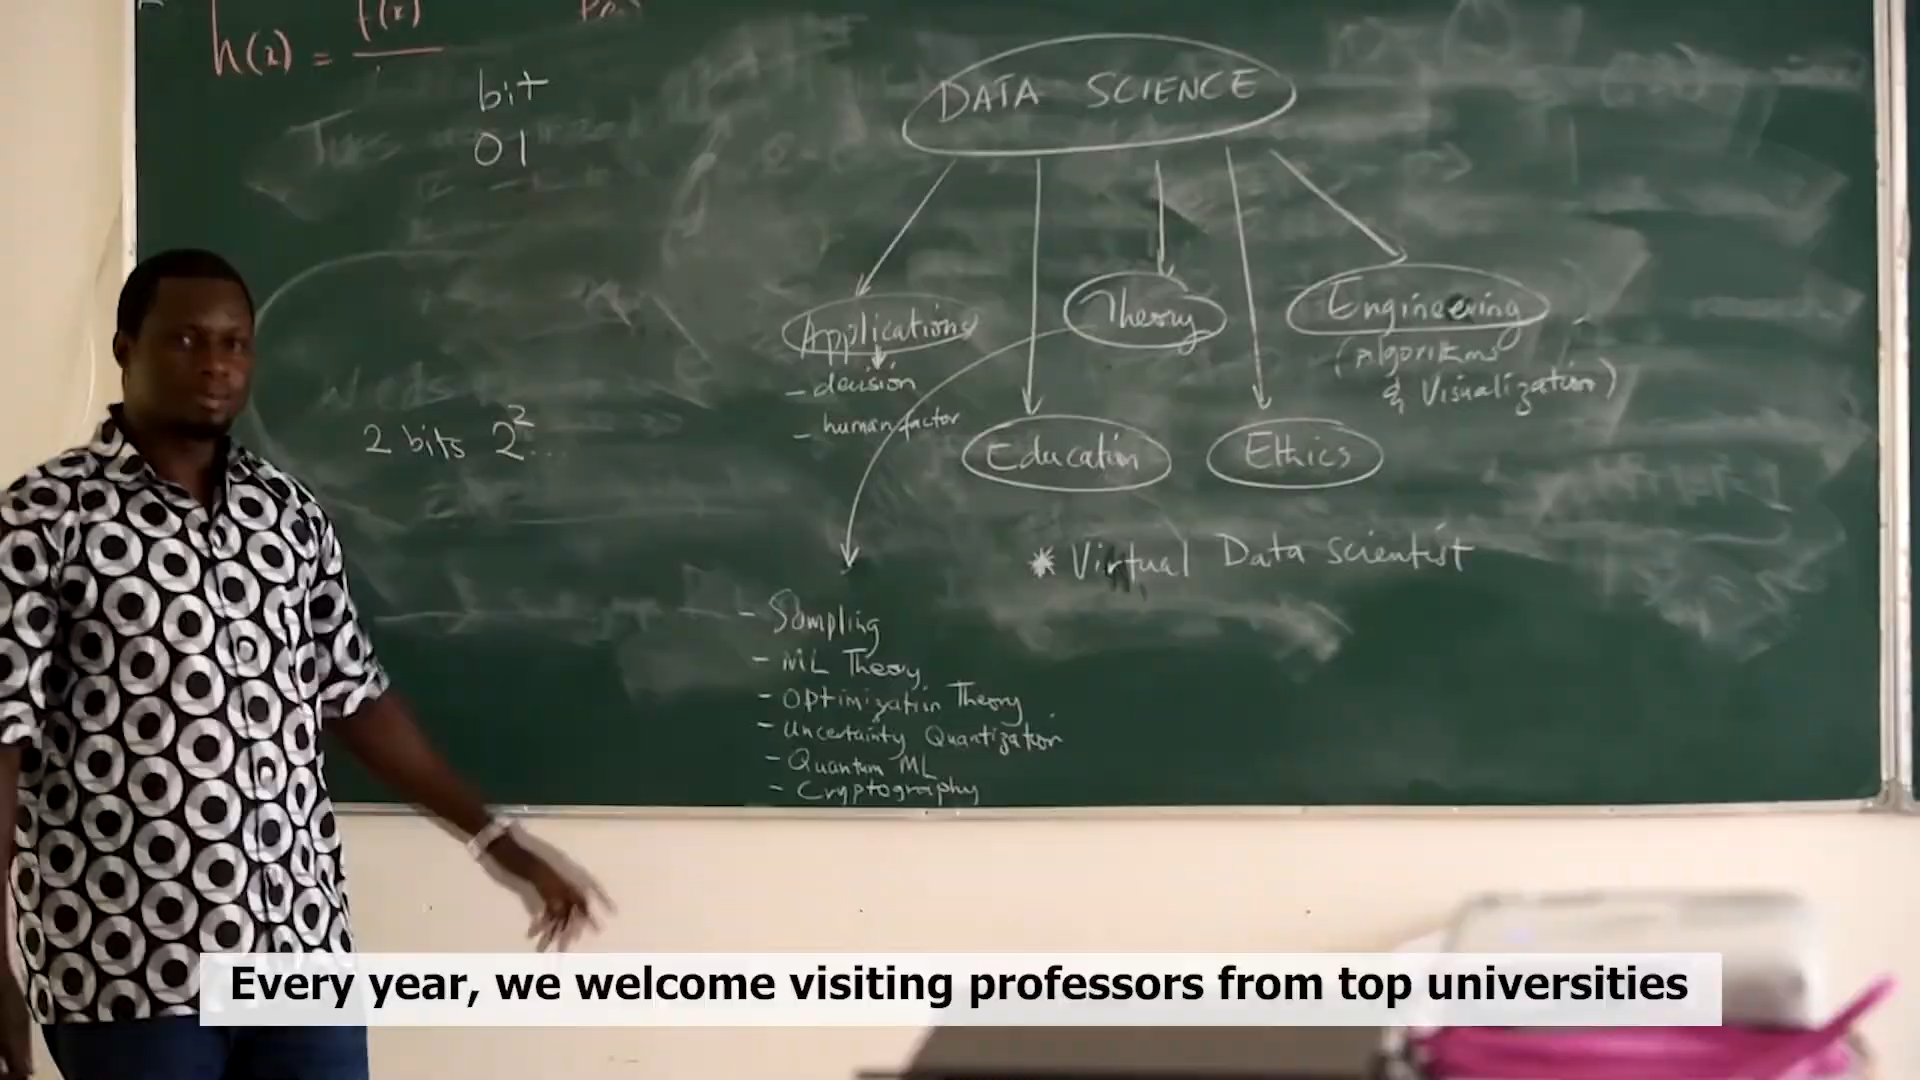 h(x) = f(x)
bit
01
2 bits 2²...
DATA SCIENCE
Applications
- decision
- human factor
Theory
Engineering
(Algorithms
& Visualization)
Education
Ethics
* Virtual Data Scientist
- Sampling
- ML Theory
- Optimization Theory
- Uncertainty Quantization
- Quantum ML
- Cryptography
Every year, we welcome visiting professors from top universities